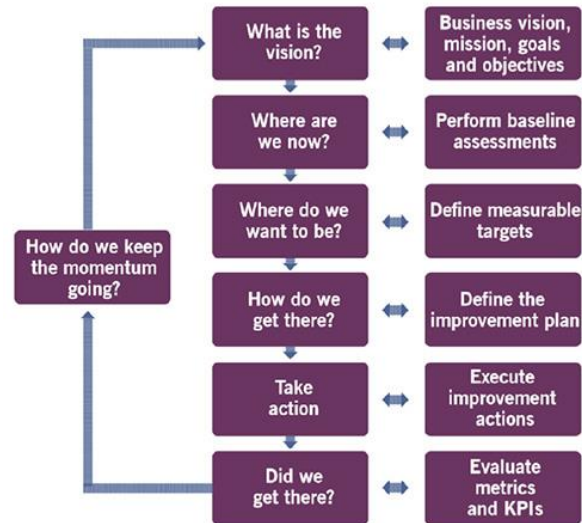 What is the
vision?
Business vision,
mission, goals
and objectives
Where are
we now?
Perform baseline
assessments
Where do we
want to be?
Define measurable
targets
How do we keep
the momentum
going?
How do we
get there?
Define the
improvement plan
Take
action
Execute
improvement
actions
Did we
get there?
Evaluate
metrics
and KPIs